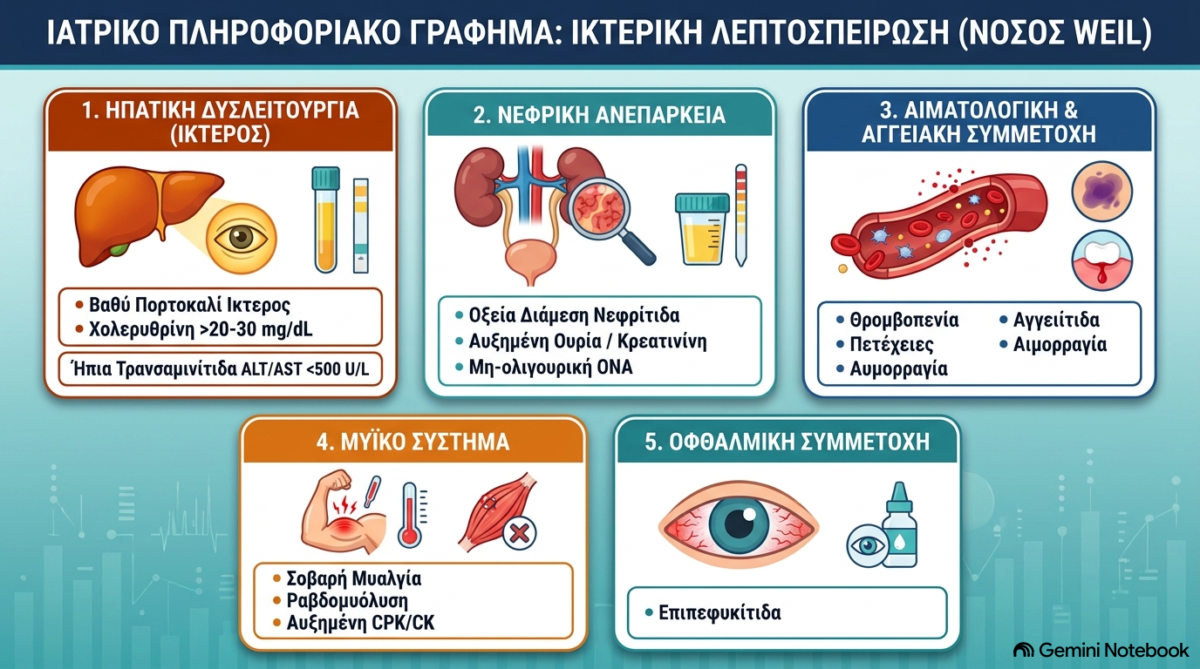 ΙΑΤΡΙΚΟ ΠΛΗΡΟΦΟΡΙΑΚΟ ΓΡΑΦΗΜΑ: ΙΚΤΕΡΙΚΗ ΛΕΠΤΟΣΠΕΙΡΩΣΗ (ΝΟΣΟΣ WEIL)
1. ΗΠΑΤΙΚΗ ΔΥΣΛΕΙΤΟΥΡΓΙΑ
(ΙΚΤΕΡΟΣ)
• Βαθύ Πορτοκαλί Ικτερος
• Χολερυθρίνη >20-30 mg/dL
Ήπια Τρανσαμινίτιδα ALT/AST <500 U/L
2. ΝΕΦΡΙΚΗ ΑΝΕΠΑΡΚΕΙΑ
• Οξεία Διάμεση Νεφρίτιδα
• Αυξημένη Ουρία / Κρεατινίνη
• Μη-ολιγουρική ΟΝΑ
3. ΑΙΜΑΤΟΛΟΓΙΚΗ &
ΑΓΓΕΙΑΚΗ ΣΥΜΜΕΤΟΧΗ
• Θρομβοπενία
• Πετέχειες
• Αυμορραγία
• Αγγειίτιδα
• Αιμορραγία
4. ΜΥΪΚΟ ΣΥΣΤΗΜΑ
• Σοβαρή Μυαλγία
• Ραβδομυόλυση
• Αυξημένη CPK/CK
5. ΟΦΘΑΛΜΙΚΗ ΣΥΜΜΕΤΟΧΗ
• Επιπεφυκίτιδα
Gemini Notebook